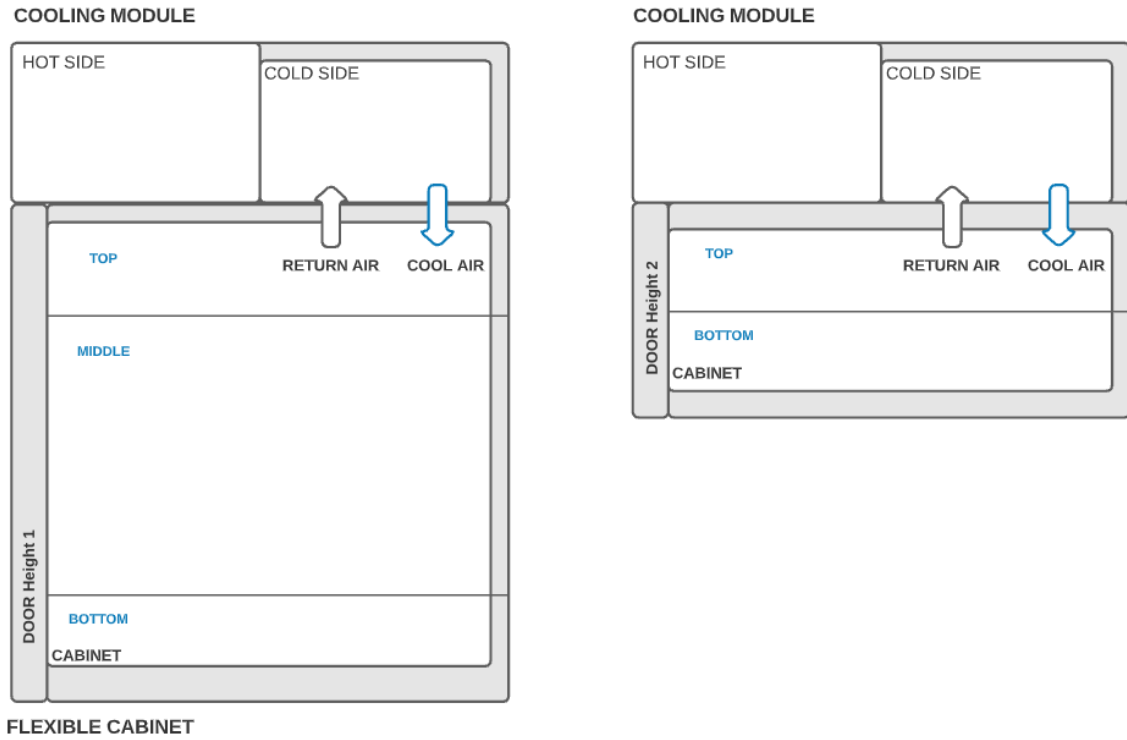 COOLING MODULE
HOT SIDE
COLD SIDE
TOP
RETURN AIR
COOL AIR
MIDDLE
DOOR Height 1
BOTTOM
CABINET
FLEXIBLE CABINET
COOLING MODULE
HOT SIDE
COLD SIDE
TOP
RETURN AIR
COOL AIR
DOOR Height 2
BOTTOM
CABINET